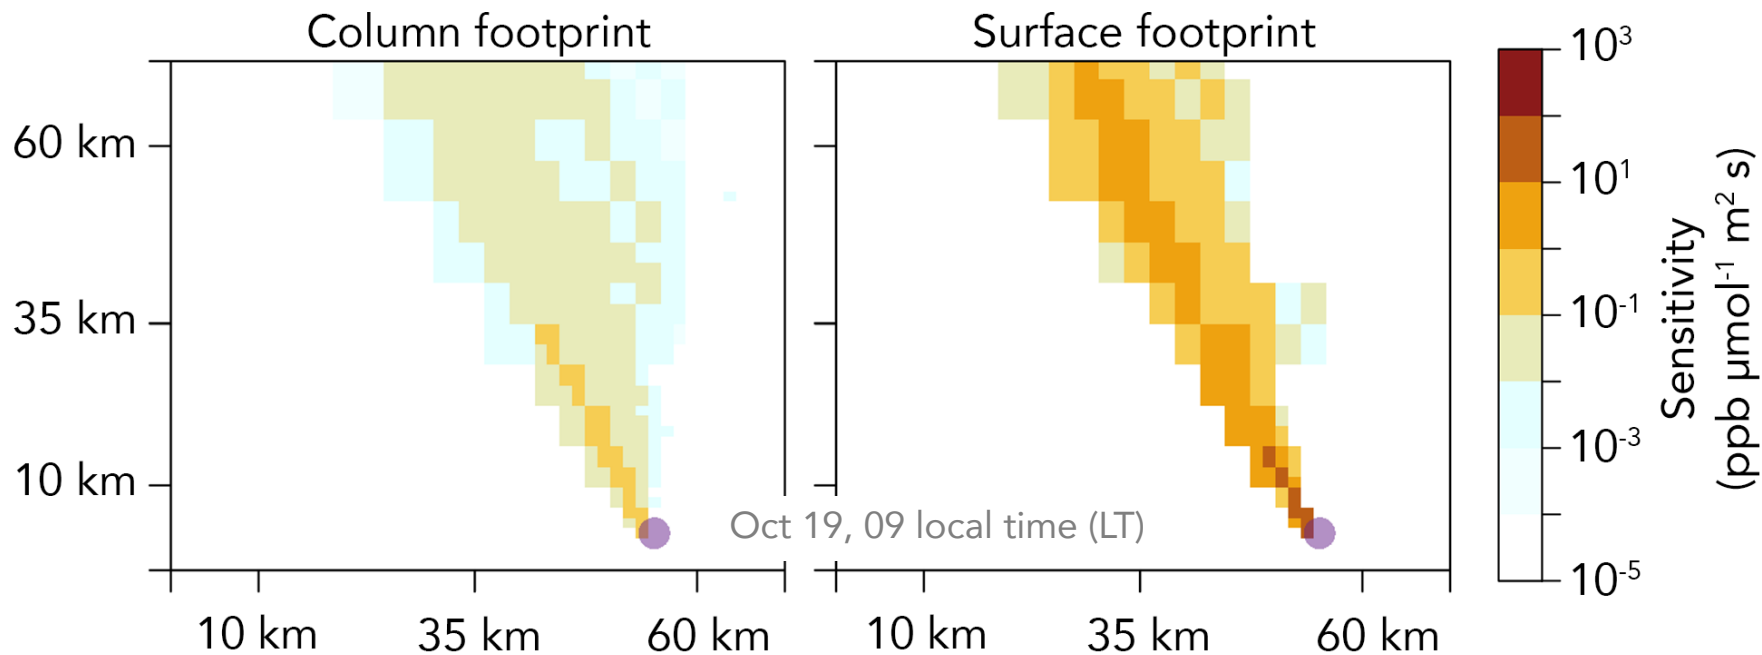 Column footprint
Surface footprint
60 km
35 km
10 km
Oct 19, 09 local time (LT)
10 km 35 km 60 km
10 km 35 km 60 km
10³
10¹
10⁻¹
10⁻³
10⁻⁵
Sensitivity
(ppb µmol⁻¹ m² s)